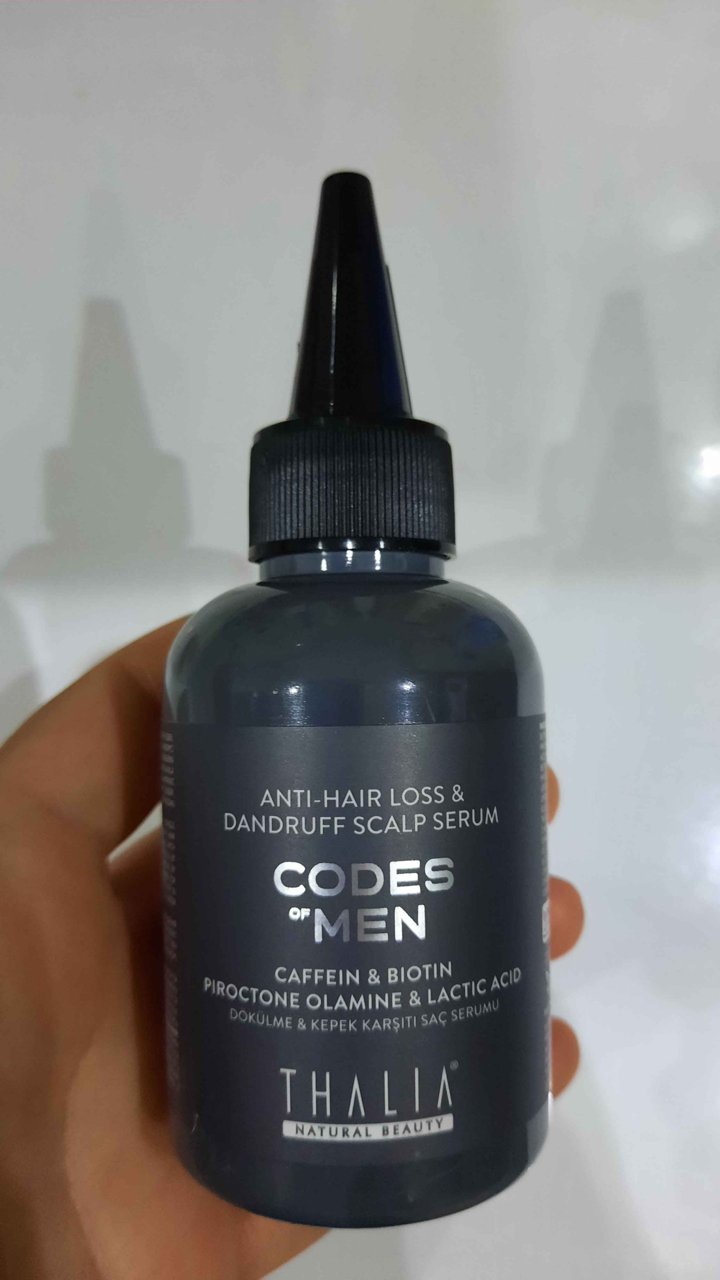 ANTI-HAIR LOSS &
DANDRUFF SCALP SERUM
CODES
OF MEN
CAFFEIN & BIOTIN
PIROCTONE OLAMINE & LACTIC ACID
DÖKÜLME & KEPEK KARŞITI SAÇ SERUMU
THALIA®
NATURAL BEAUTY